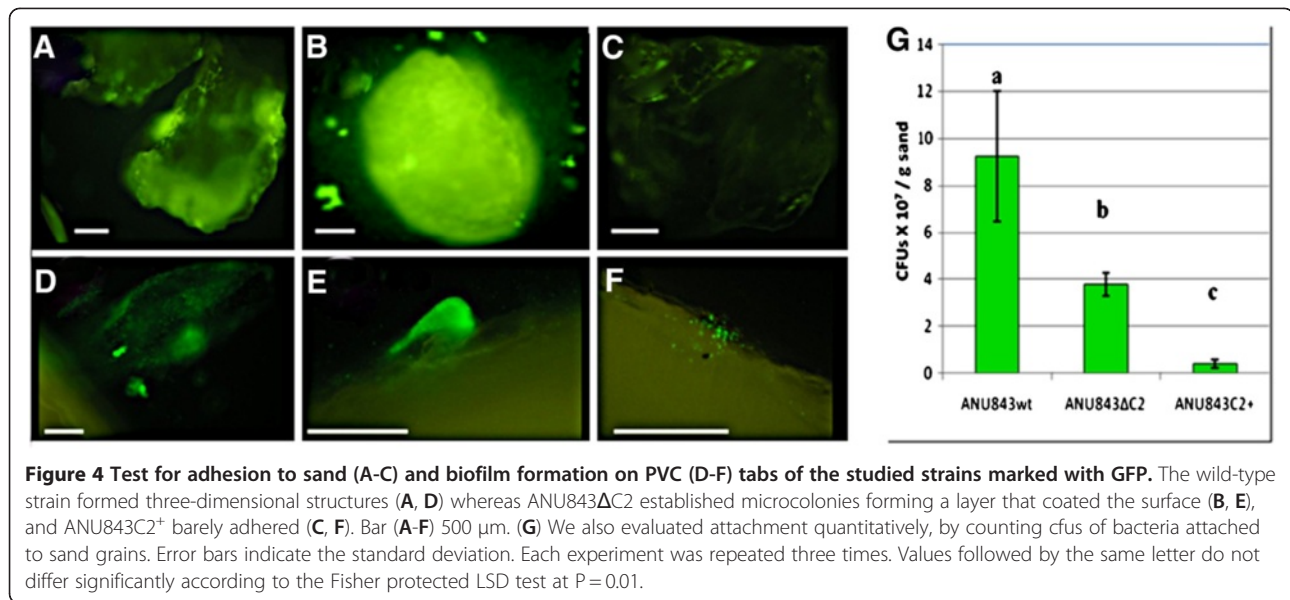 A
B
C
D
E
F
G
14
12
10
8
6
4
2
0
CFUs X 10⁷ / g sand
a
b
c
ANU843wt
ANU843ΔC2
ANU843C2+
Figure 4 Test for adhesion to sand (A-C) and biofilm formation on PVC (D-F) tabs of the studied strains marked with GFP. The wild-type
strain formed three-dimensional structures (A, D) whereas ANU843ΔC2 established microcolonies forming a layer that coated the surface (B, E),
and ANU843C2⁺ barely adhered (C, F). Bar (A-F) 500 μm. (G) We also evaluated attachment quantitatively, by counting cfus of bacteria attached
to sand grains. Error bars indicate the standard deviation. Each experiment was repeated three times. Values followed by the same letter do not
differ significantly according to the Fisher protected LSD test at P = 0.01.